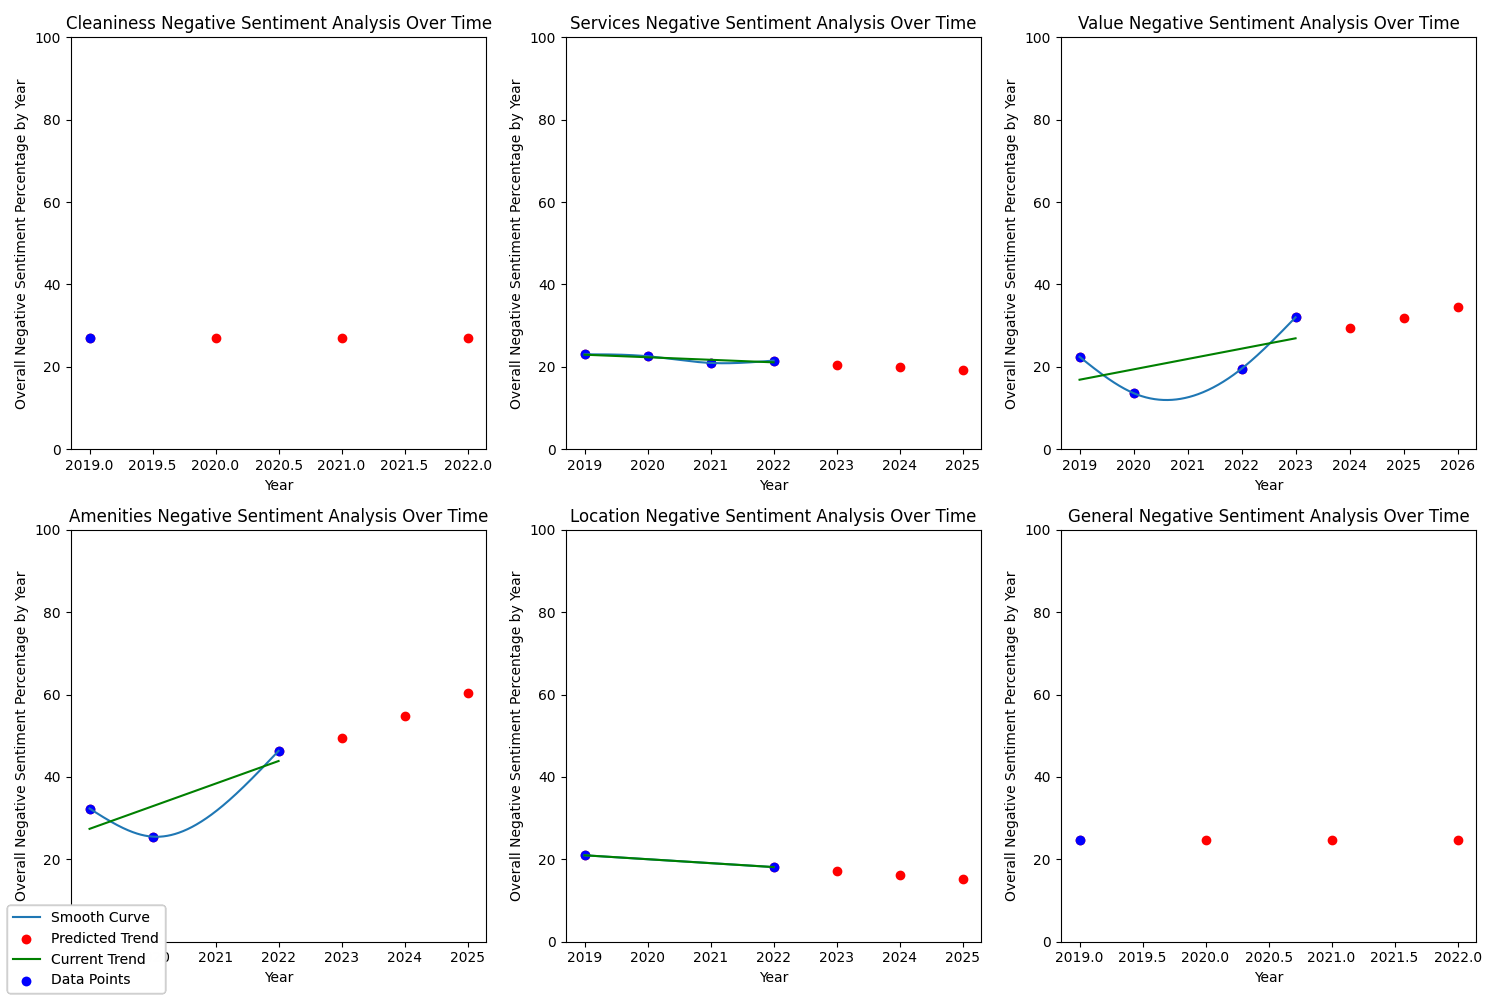 Cleaniness Negative Sentiment Analysis Over Time
Overall Negative Sentiment Percentage by Year
100
80
60
40
20
0
2019.0 2019.5 2020.0 2020.5 2021.0 2021.5 2022.0
Year
Services Negative Sentiment Analysis Over Time
Overall Negative Sentiment Percentage by Year
100
80
60
40
20
0
2019 2020 2021 2022 2023 2024 2025
Year
Value Negative Sentiment Analysis Over Time
Overall Negative Sentiment Percentage by Year
100
80
60
40
20
0
2019 2020 2021 2022 2023 2024 2025 2026
Year
Amenities Negative Sentiment Analysis Over Time
Overall Negative Sentiment Percentage by Year
100
80
60
40
20
2021 2022 2023 2024 2025
Year
Smooth Curve
Predicted Trend
Current Trend
Data Points
Location Negative Sentiment Analysis Over Time
Overall Negative Sentiment Percentage by Year
100
80
60
40
20
0
2019 2020 2021 2022 2023 2024 2025
Year
General Negative Sentiment Analysis Over Time
Overall Negative Sentiment Percentage by Year
100
80
60
40
20
0
2019.0 2019.5 2020.0 2020.5 2021.0 2021.5 2022.0
Year